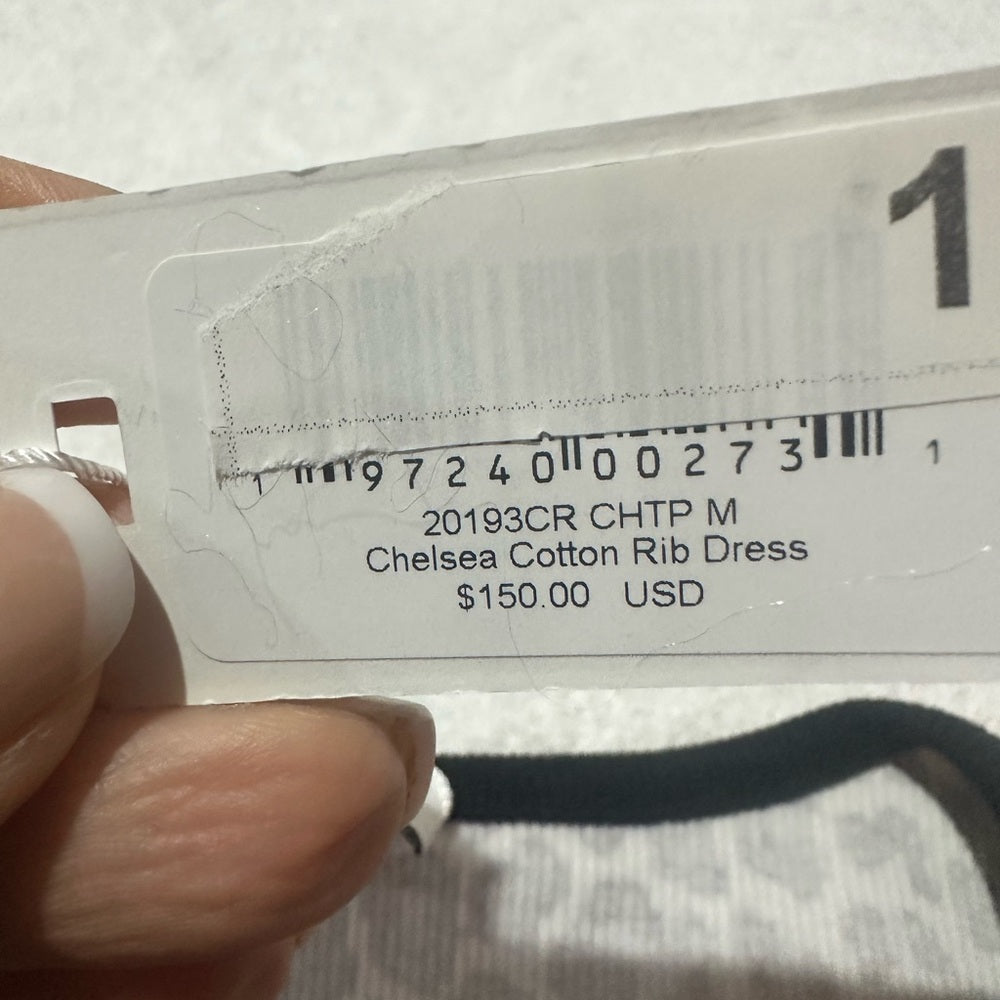 1
1 97240 00273 1
20193CR CHTP M
Chelsea Cotton Rib Dress
$150.00 USD